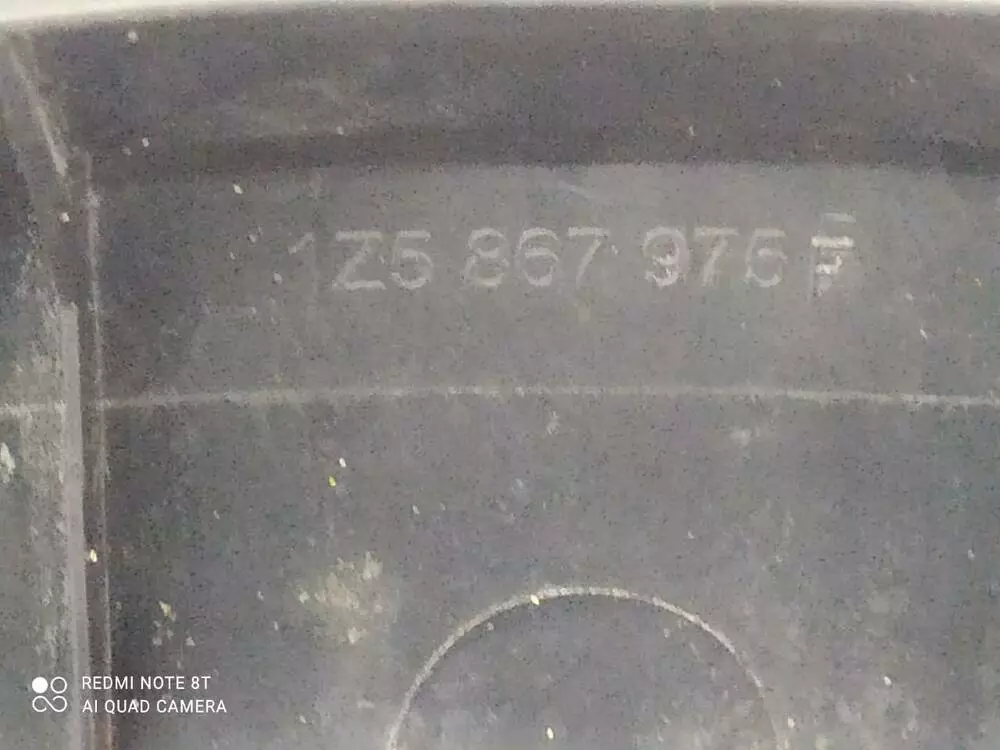 1Z5 867 975 F
REDMI NOTE 8T
AI QUAD CAMERA